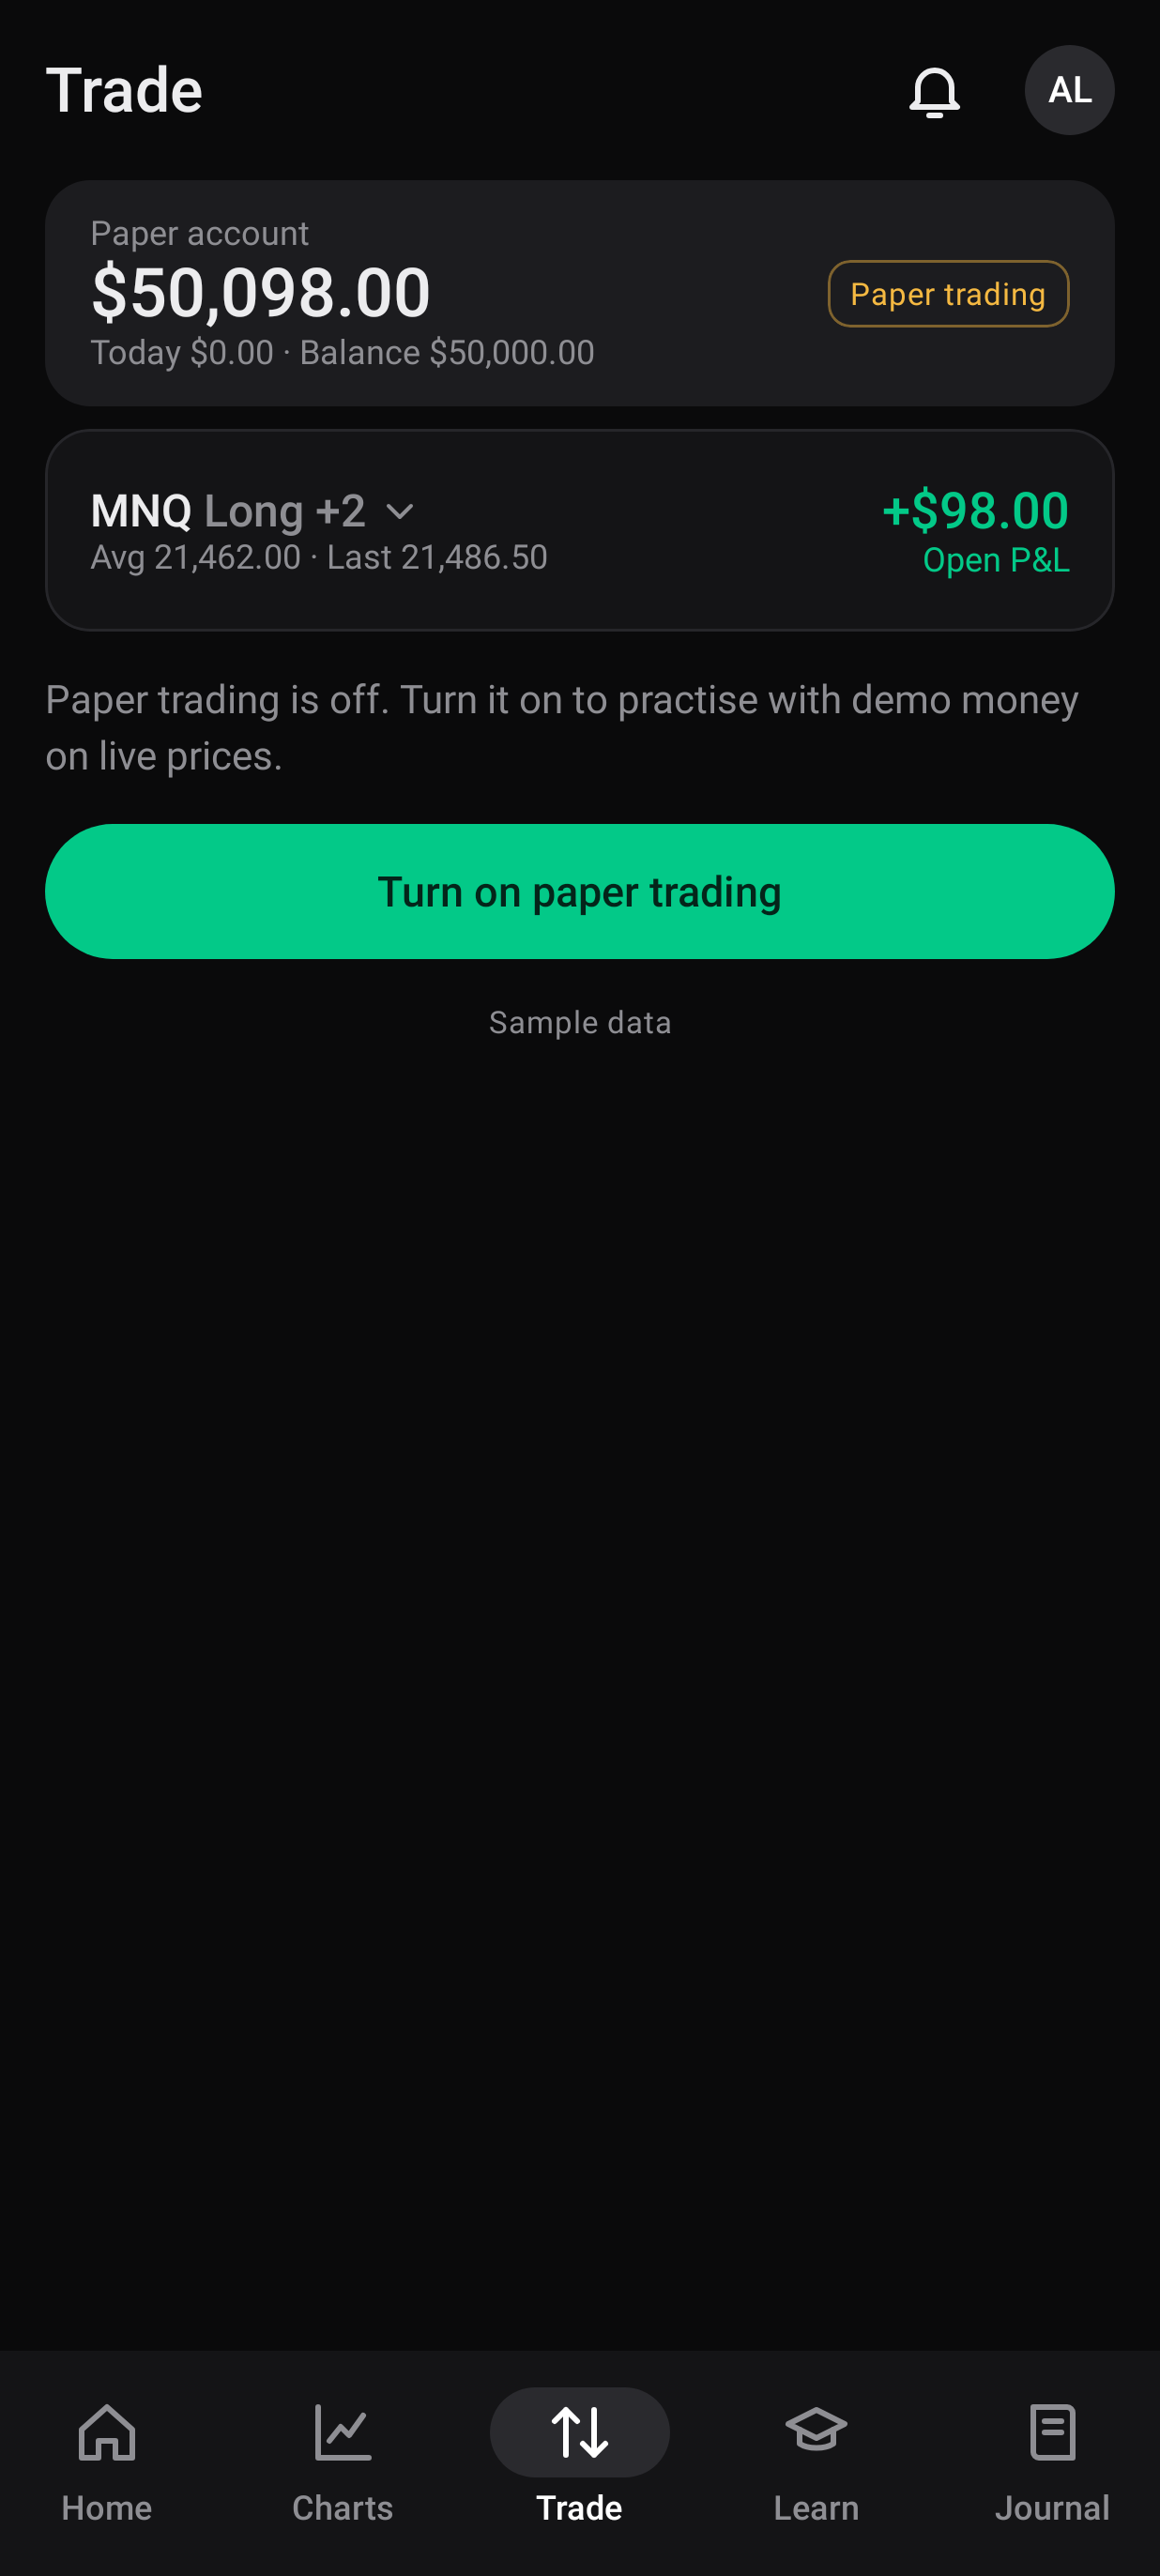 Trade
AL
Paper account
$50,098.00
Paper trading
Today $0.00 · Balance $50,000.00
MNQ Long +2
+$98.00
Avg 21,462.00 · Last 21,486.50
Open P&L
Paper trading is off. Turn it on to practise with demo money
on live prices.
Turn on paper trading
Sample data
Home
Charts
Trade
Learn
Journal